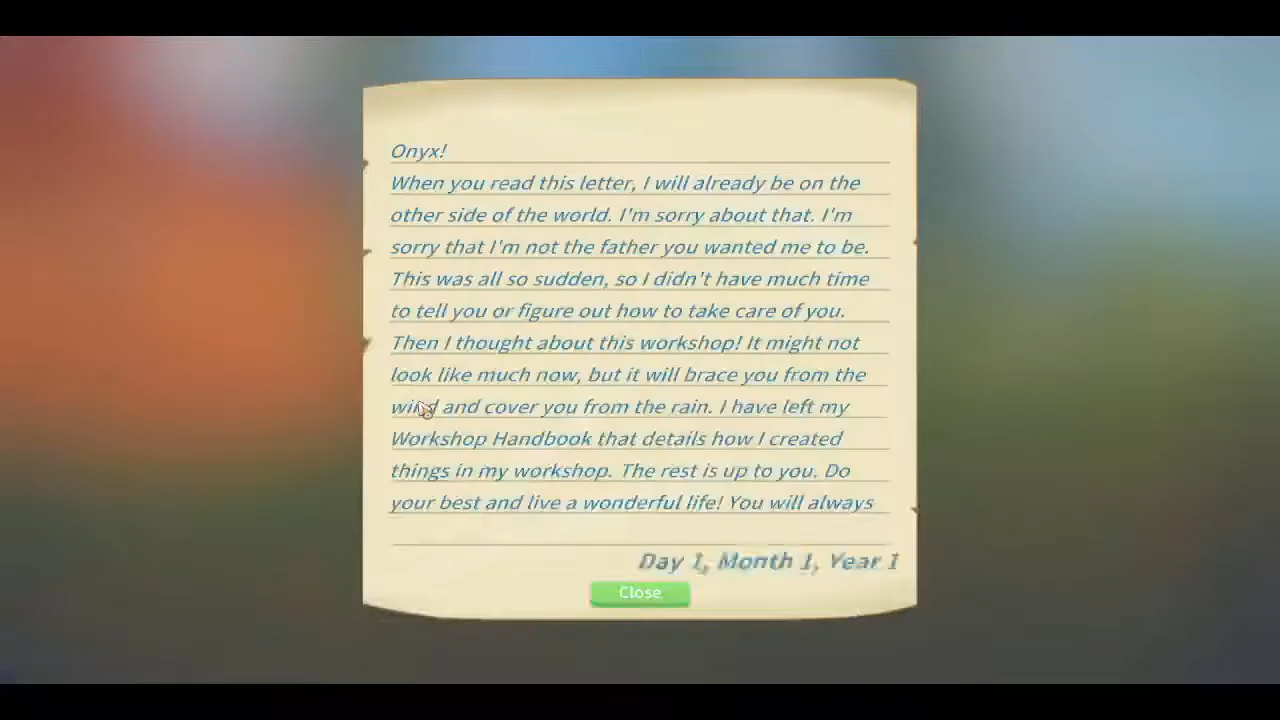 Onyx!
When you read this letter, I will already be on the
other side of the world. I'm sorry about that. I'm
sorry that I'm not the father you wanted me to be.
This was all so sudden, so I didn't have much time
to tell you or figure out how to take care of you.
Then I thought about this workshop! It might not
look like much now, but it will brace you from the
wind and cover you from the rain. I have left my
Workshop Handbook that details how I created
things in my workshop. The rest is up to you. Do
your best and live a wonderful life! You will always
Day 1, Month 1, Year 1
Close